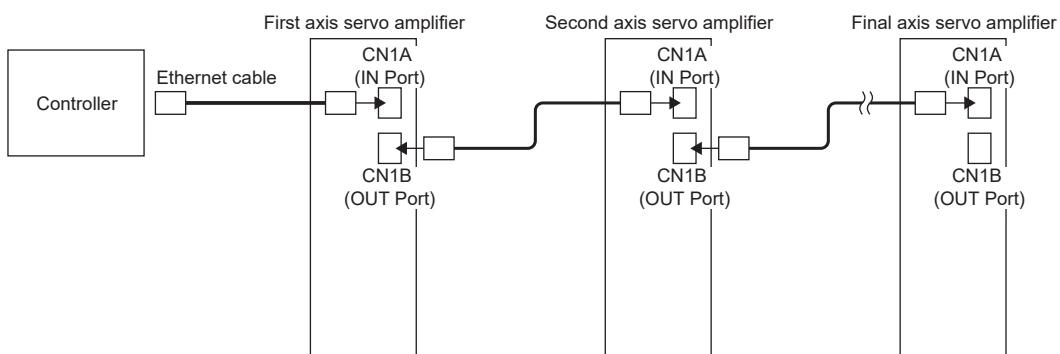 First axis servo amplifier
Second axis servo amplifier
Final axis servo amplifier
Controller
Ethernet cable
CN1A
(IN Port)
CN1B
(OUT Port)
CN1A
(IN Port)
CN1B
(OUT Port)
CN1A
(IN Port)
CN1B
(OUT Port)